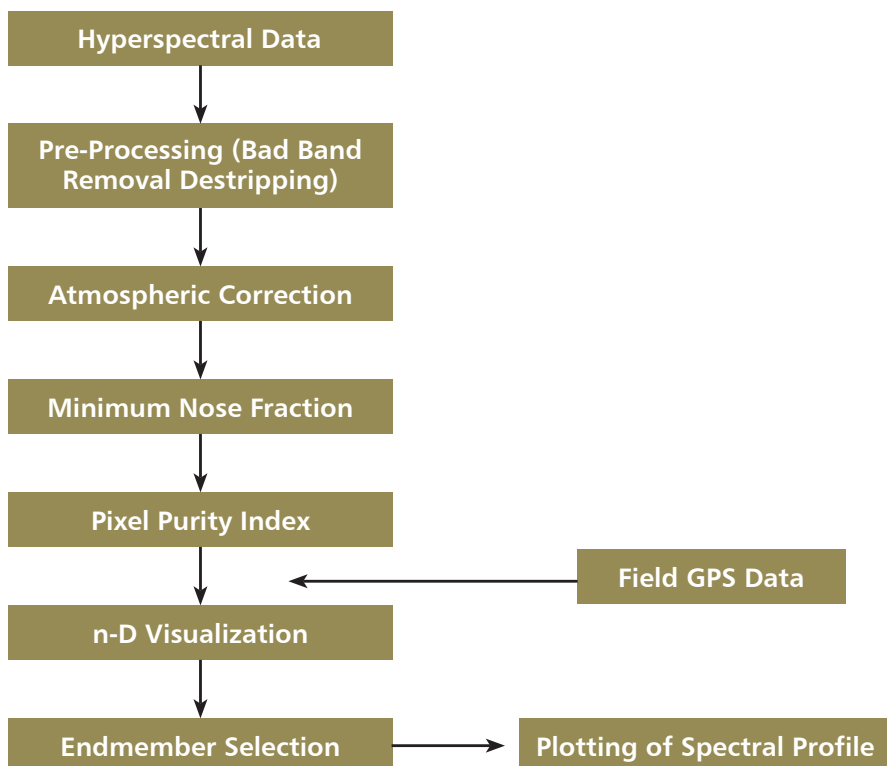 Hyperspectral Data
Pre-Processing (Bad Band
Removal Destripping)
Atmospheric Correction
Minimum Nose Fraction
Pixel Purity Index
Field GPS Data
n-D Visualization
Endmember Selection
Plotting of Spectral Profile